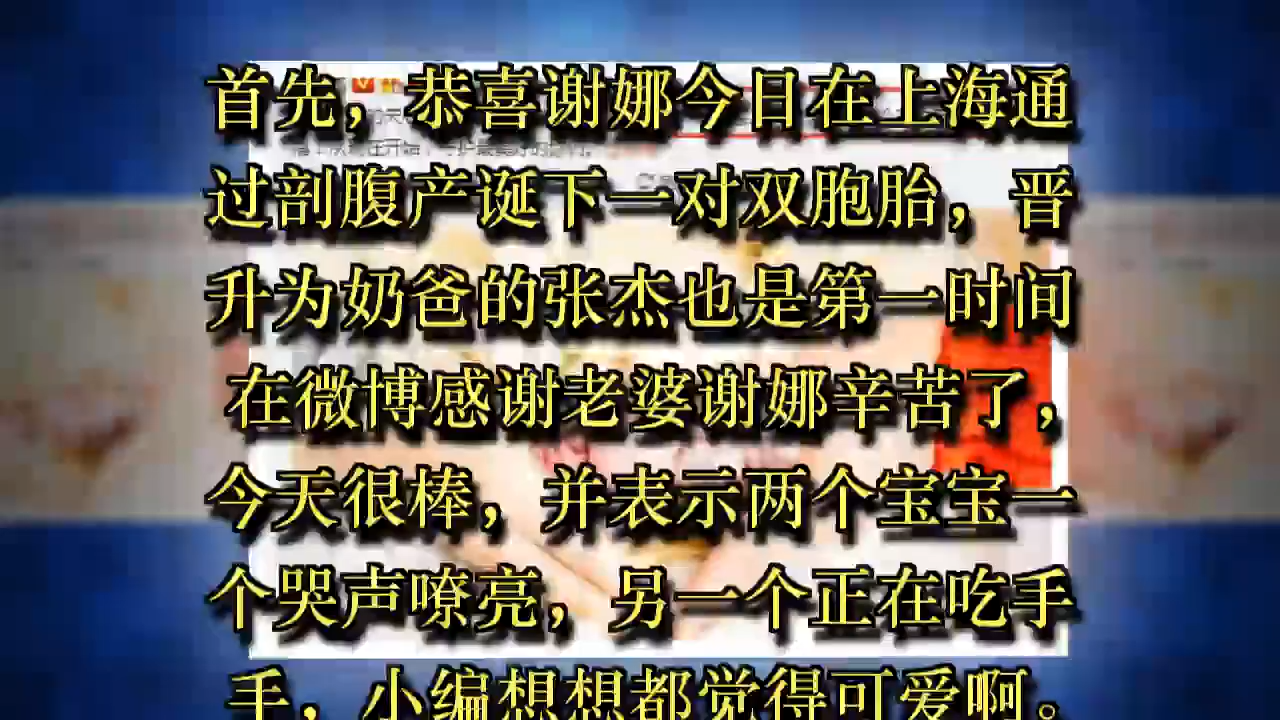 首先，恭喜谢娜今日在上海通
过剖腹产诞下一对双胞胎，晋
升为奶爸的张杰也是第一时间
在微博感谢老婆谢娜辛苦了，
今天很棒，并表示两个宝宝一
个哭声嘹亮，另一个正在吃手
手，小编想想都觉得可爱啊。